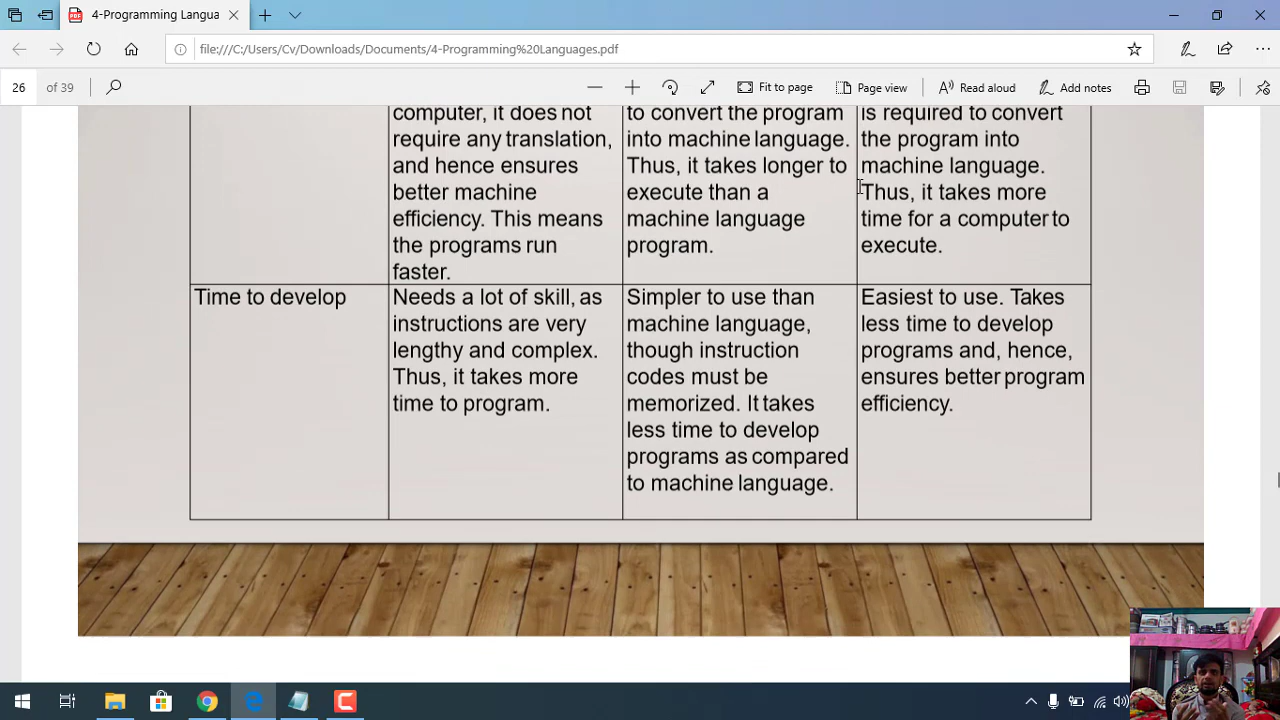 4-Programming Languag
file:///C:/Users/Cv/Downloads/Documents/4-Programming%20Languages.pdf
26 of 39
Fit to page
Page view
Read aloud
Add notes
computer, it does not
require any translation,
and hence ensures
better machine
efficiency. This means
the programs run
faster.
to convert the program
into machine language.
Thus, it takes longer to
execute than a
machine language
program.
is required to convert
the program into
machine language.
Thus, it takes more
time for a computer to
execute.
Time to develop
Needs a lot of skill, as
instructions are very
lengthy and complex.
Thus, it takes more
time to program.
Simpler to use than
machine language,
though instruction
codes must be
memorized. It takes
less time to develop
programs as compared
to machine language.
Easiest to use. Takes
less time to develop
programs and, hence,
ensures better program
efficiency.